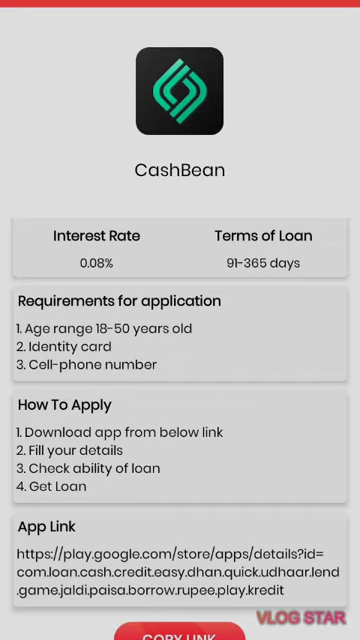 CashBean
Interest Rate
Terms of Loan
0.08%
91-365 days
Requirements for application
1. Age range 18-50 years old
2. Identity card
3. Cell-phone number
How To Apply
1. Download app from below link
2. Fill your details
3. Check ability of loan
4. Get Loan
App Link
https://play.google.com/store/apps/details?id=
com.loan.cash.credit.easy.dhan.quick.udhaar.lend
.game.jaldi.paisa.borrow.rupee.play.kredit
VLOG STAR
COPY LINK